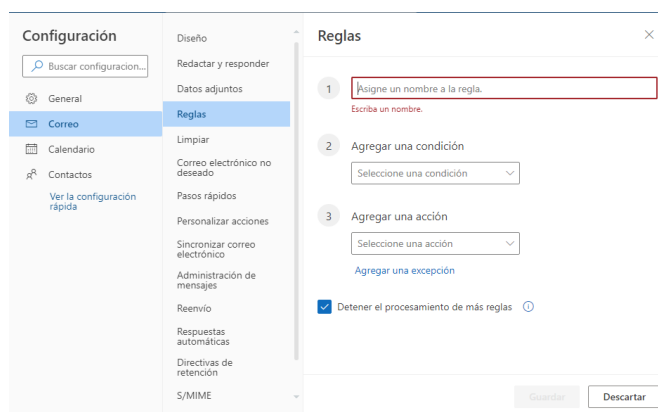 Configuración
Buscar configuracion...
General
Correo
Calendario
Contactos
Ver la configuración
rápida
Diseño
Redactar y responder
Datos adjuntos
Reglas
Limpiar
Correo electrónico no
deseado
Pasos rápidos
Personalizar acciones
Sincronizar correo
electrónico
Administración de
mensajes
Reenvío
Respuestas
automáticas
Directivas de
retención
S/MIME
Reglas
1
Asigne un nombre a la regla.
Escriba un nombre.
2 Agregar una condición
Seleccione una condición
3 Agregar una acción
Seleccione una acción
Agregar una excepción
Detener el procesamiento de más reglas
Guardar Descartar